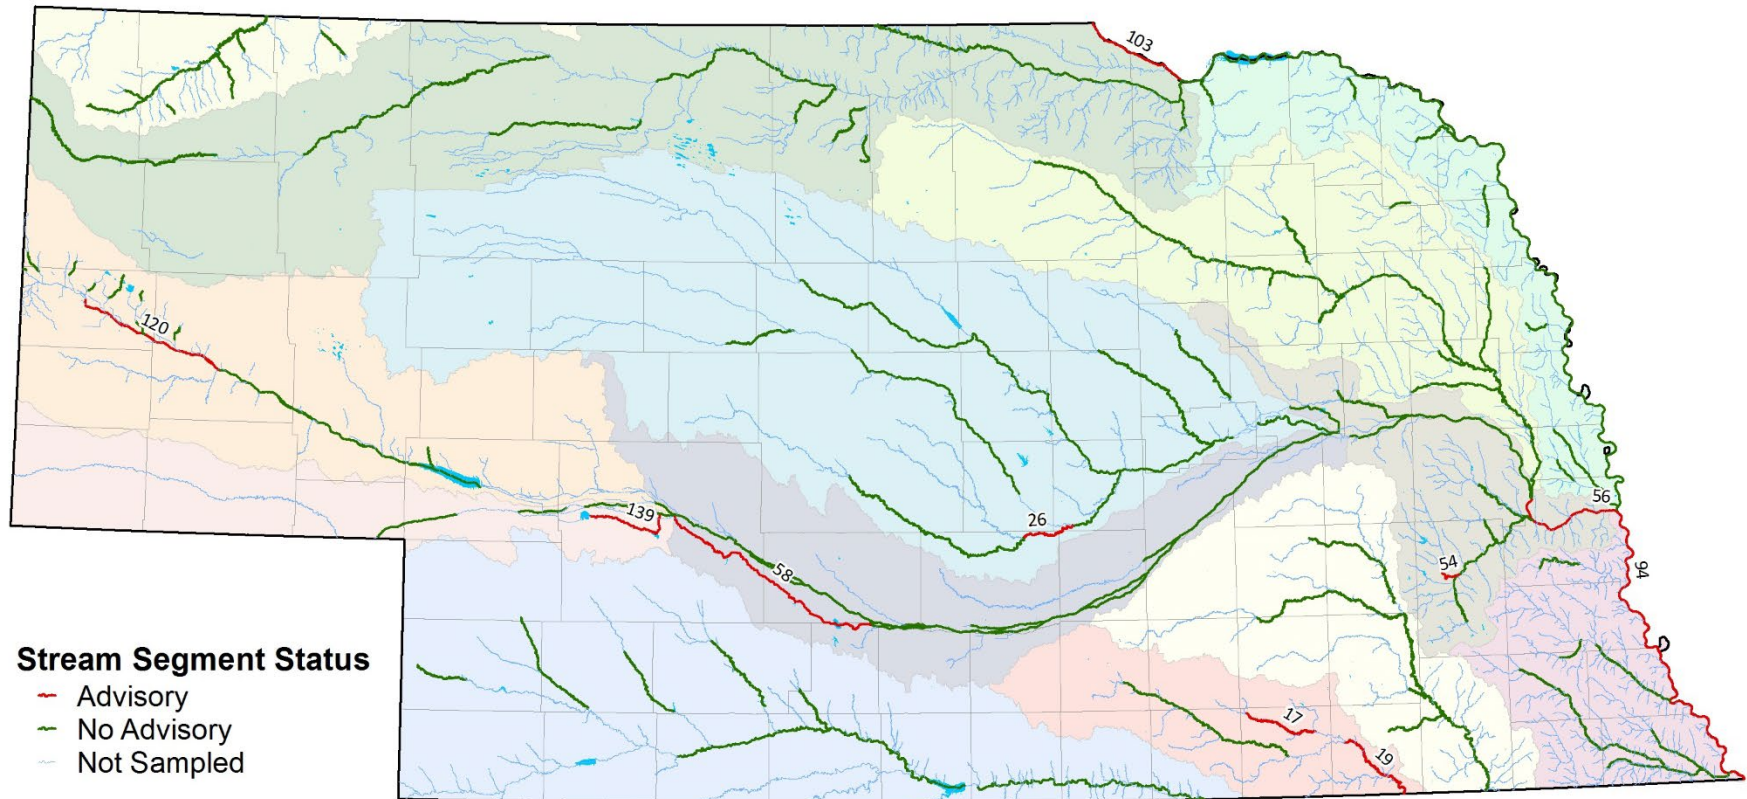 103
120
139
58
26
56
54
94
17
19
Stream Segment Status
Advisory
No Advisory
Not Sampled